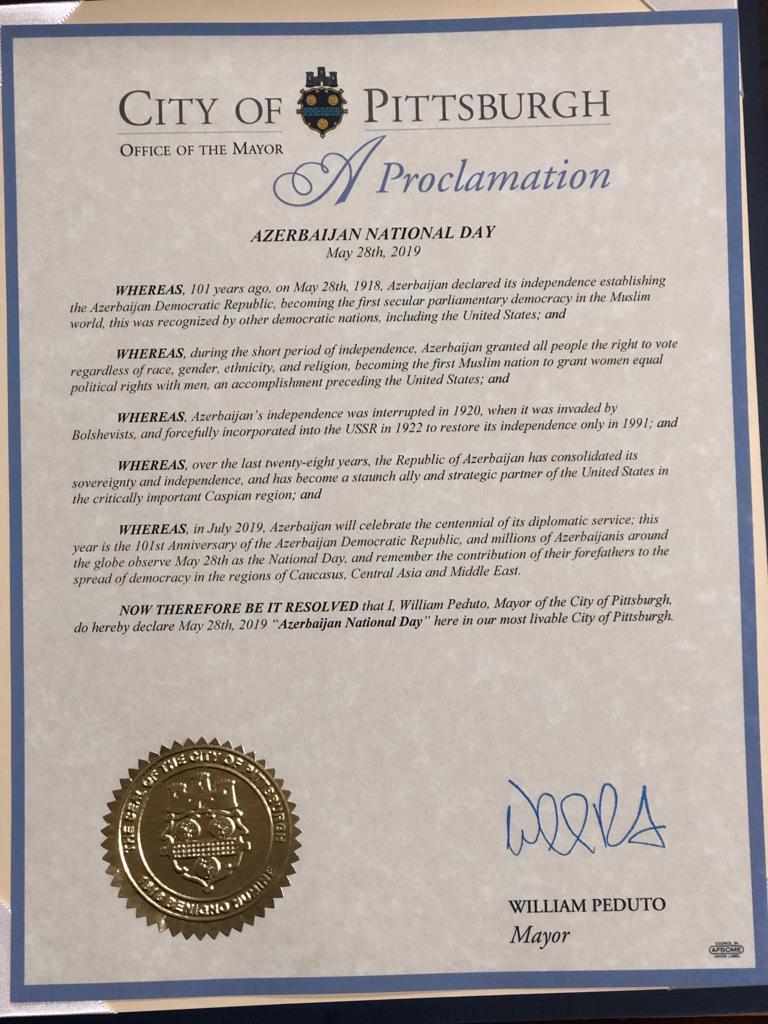 CITY OF PITTSBURGH
OFFICE OF THE MAYOR
A Proclamation
AZERBAIJAN NATIONAL DAY
May 28th, 2019
WHEREAS, 101 years ago, on May 28th, 1918, Azerbaijan declared its independence establishing
the Azerbaijan Democratic Republic, becoming the first secular parliamentary democracy in the Muslim
world, this was recognized by other democratic nations, including the United States; and
WHEREAS, during the short period of independence, Azerbaijan granted all people the right to vote
regardless of race, gender, ethnicity, and religion, becoming the first Muslim nation to grant women equal
political rights with men, an accomplishment preceding the United States; and
WHEREAS, Azerbaijan's independence was interrupted in 1920, when it was invaded by
Bolshevists, and forcefully incorporated into the USSR in 1922 to restore its independence only in 1991; and
WHEREAS, over the last twenty-eight years, the Republic of Azerbaijan has consolidated its
sovereignty and independence, and has become a staunch ally and strategic partner of the United States in
the critically important Caspian region; and
WHEREAS, in July 2019, Azerbaijan will celebrate the centennial of its diplomatic service; this
year is the 101st Anniversary of the Azerbaijan Democratic Republic, and millions of Azerbaijanis around
the globe observe May 28th as the National Day, and remember the contribution of their forefathers to the
spread of democracy in the regions of Caucasus, Central Asia and Middle East.
NOW THEREFORE BE IT RESOLVED that I, William Peduto, Mayor of the City of Pittsburgh,
do hereby declare May 28th, 2019 "Azerbaijan National Day" here in our most livable City of Pittsburgh.
THE SEAL OF THE CITY OF PITTSBURGH
1816 BENIGNO NUMINE
WILLIAM PEDUTO
Mayor
AFSCME
UNION LABEL